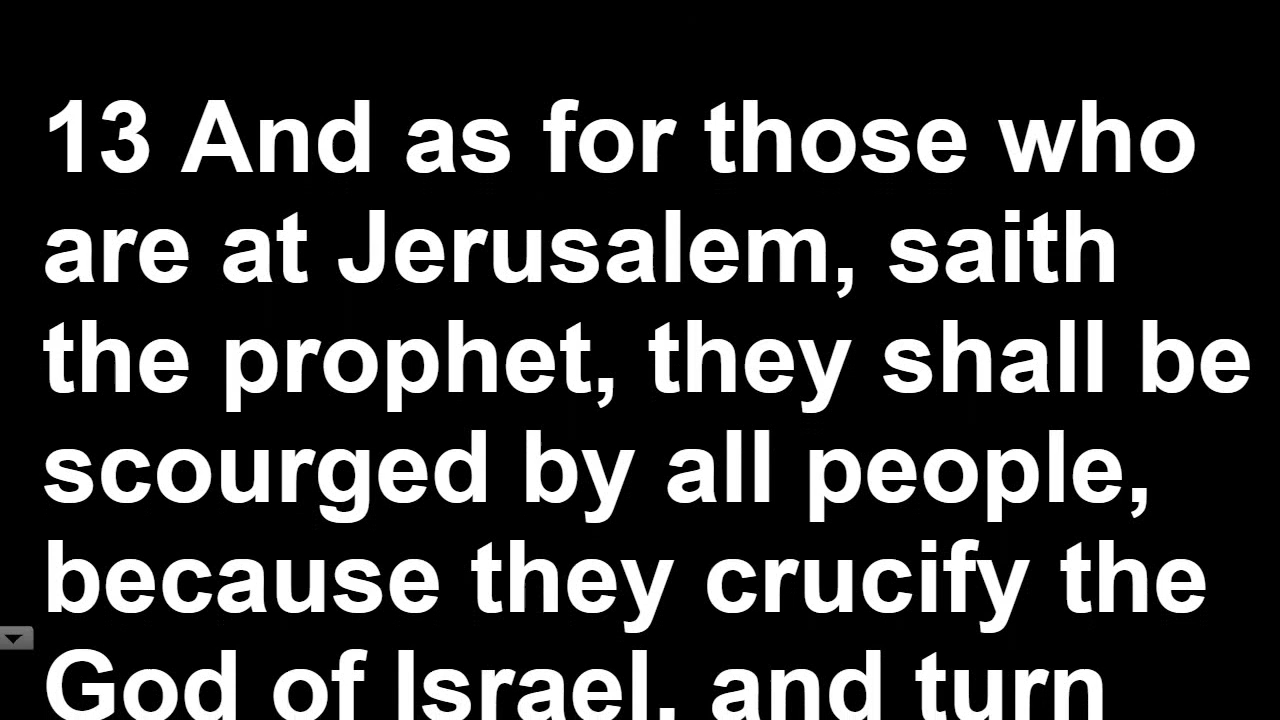 13 And as for those who
are at Jerusalem, saith
the prophet, they shall be
scourged by all people,
because they crucify the
God of Israel, and turn